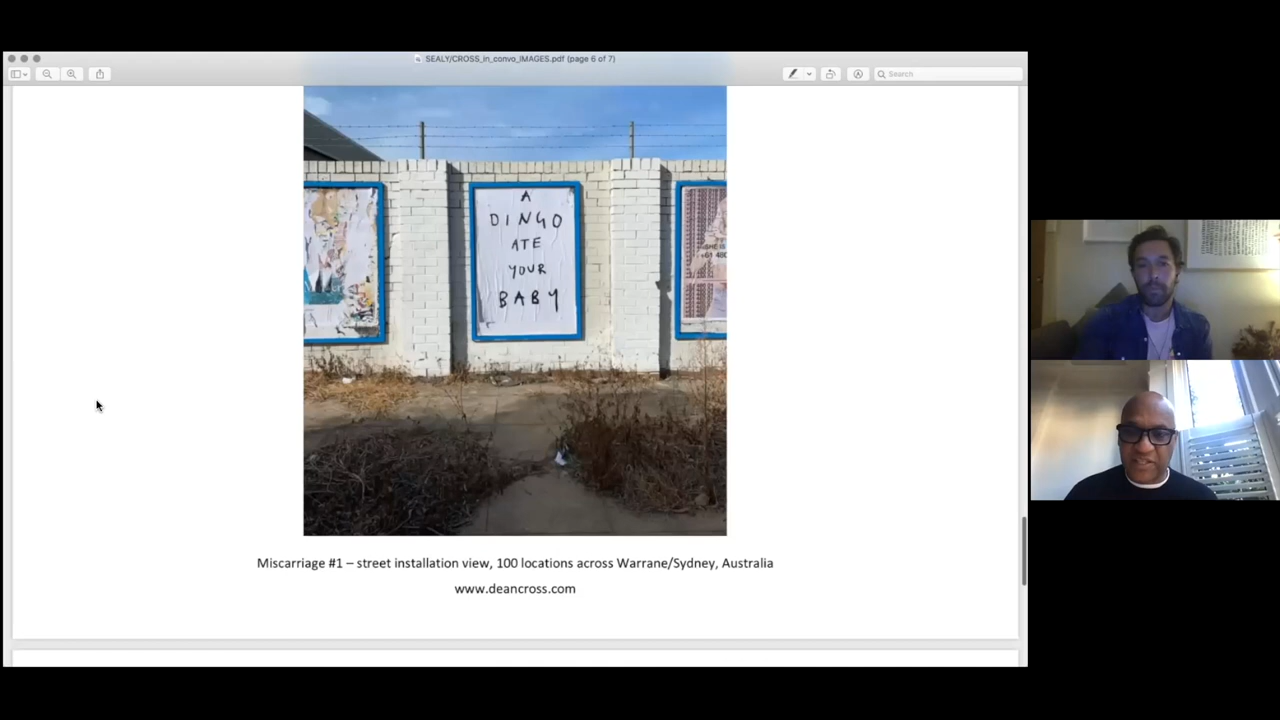 SEALY/CROSS_in_convo_IMAGES.pdf (page 6 of 7)
Search
A
DINGO
ATE
YOUR
BABY
Miscarriage #1 – street installation view, 100 locations across Warrane/Sydney, Australia
www.deancross.com